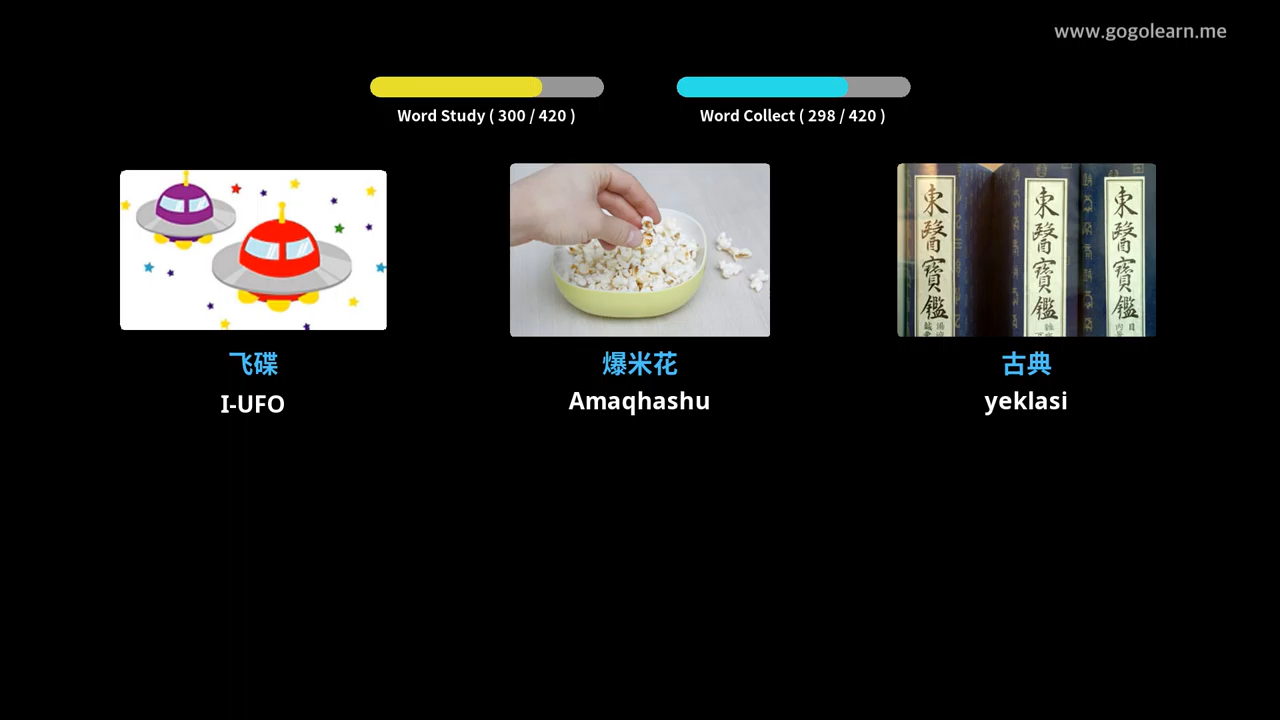 www.gogolearn.me
Word Study ( 300 / 420 )
Word Collect ( 298 / 420 )
東醫寶鑑
東醫寶鑑
東醫寶鑑
飞碟
爆米花
古典
I-UFO
Amaqhashu
yeklasi